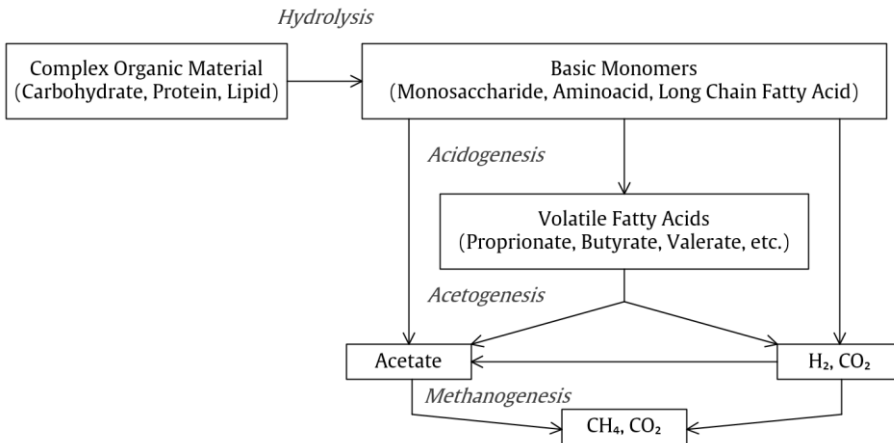 Hydrolysis
Complex Organic Material
(Carbohydrate, Protein, Lipid)
Basic Monomers
(Monosaccharide, Aminoacid, Long Chain Fatty Acid)
Acidogenesis
Volatile Fatty Acids
(Proprionate, Butyrate, Valerate, etc.)
Acetogenesis
Acetate
H₂, CO₂
Methanogenesis
CH₄, CO₂